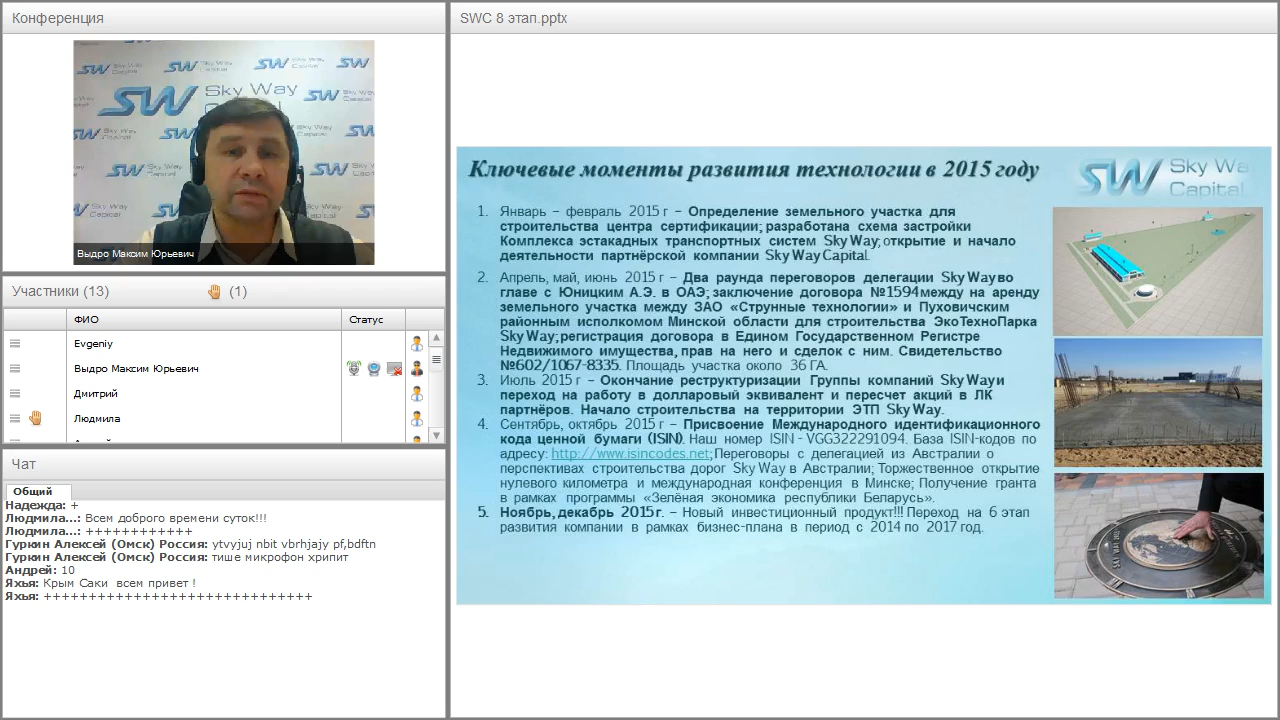 Конференция
SW Sky Way
Capital
Выдро Максим Юрьевич
Участники (13)
(1)
ФИО
Статус
Evgeniy
Выдро Максим Юрьевич
Дмитрий
Людмила
Чат
Общий
Надежда: +
Людмила...: Всем доброго времени суток!!!
Людмила...: ++++++++++++
Гуркин Алексей (Омск) Россия: ytvyjuj nbit vbrhjajy pf,bdftn
Гуркин Алексей (Омск) Россия: тише микрофон хрипит
Андрей: 10
Яхья: Крым Саки всем привет !
Яхья: ++++++++++++++++++++++++++++++
SWC 8 этап.pptx
Ключевые моменты развития технологии в 2015 году
SW Sky Wa
Capital
1. Январь – февраль 2015 г – Определение земельного участка для
строительства центра сертификации; разработана схема застройки
Комплекса эстакадных транспортных систем Sky Way; открытие и начало
деятельности партнёрской компании Sky Way Capital.
2. Апрель, май, июнь 2015 г – Два раунда переговоров делегации Sky Way во
главе с Юницким А.Э. в ОАЭ; заключение договора №1594 между на аренду
земельного участка между ЗАО «Струнные технологии» и Пуховичским
районным исполкомом Минской области для строительства ЭкоТехноПарка
Sky Way; регистрация договора в Едином Государственном Регистре
Недвижимого имущества, прав на него и сделок с ним. Свидетельство
№602/1067-8335. Площадь участка около 36 ГА.
3. Июль 2015 г – Окончание реструктуризации Группы компаний Sky Way и
переход на работу в долларовый эквивалент и пересчет акций в ЛК
партнёров. Начало строительства на территории ЭТП Sky Way.
4. Сентябрь, октябрь 2015 г – Присвоение Международного идентификационного
кода ценной бумаги (ISIN). Наш номер ISIN - VGG322291094. База ISIN-кодов по
адресу: http://www.isincodes.net; Переговоры с делегацией из Австралии о
перспективах строительства дорог Sky Way в Австралии; Торжественное открытие
нулевого километра и международная конференция в Минске; Получение гранта
в рамках программы «Зелёная экономика республики Беларусь».
5. Ноябрь, декабрь 2015 г. – Новый инвестиционный продукт!!! Переход на 6 этап
развития компании в рамках бизнес-плана в период с 2014 по 2017 год.